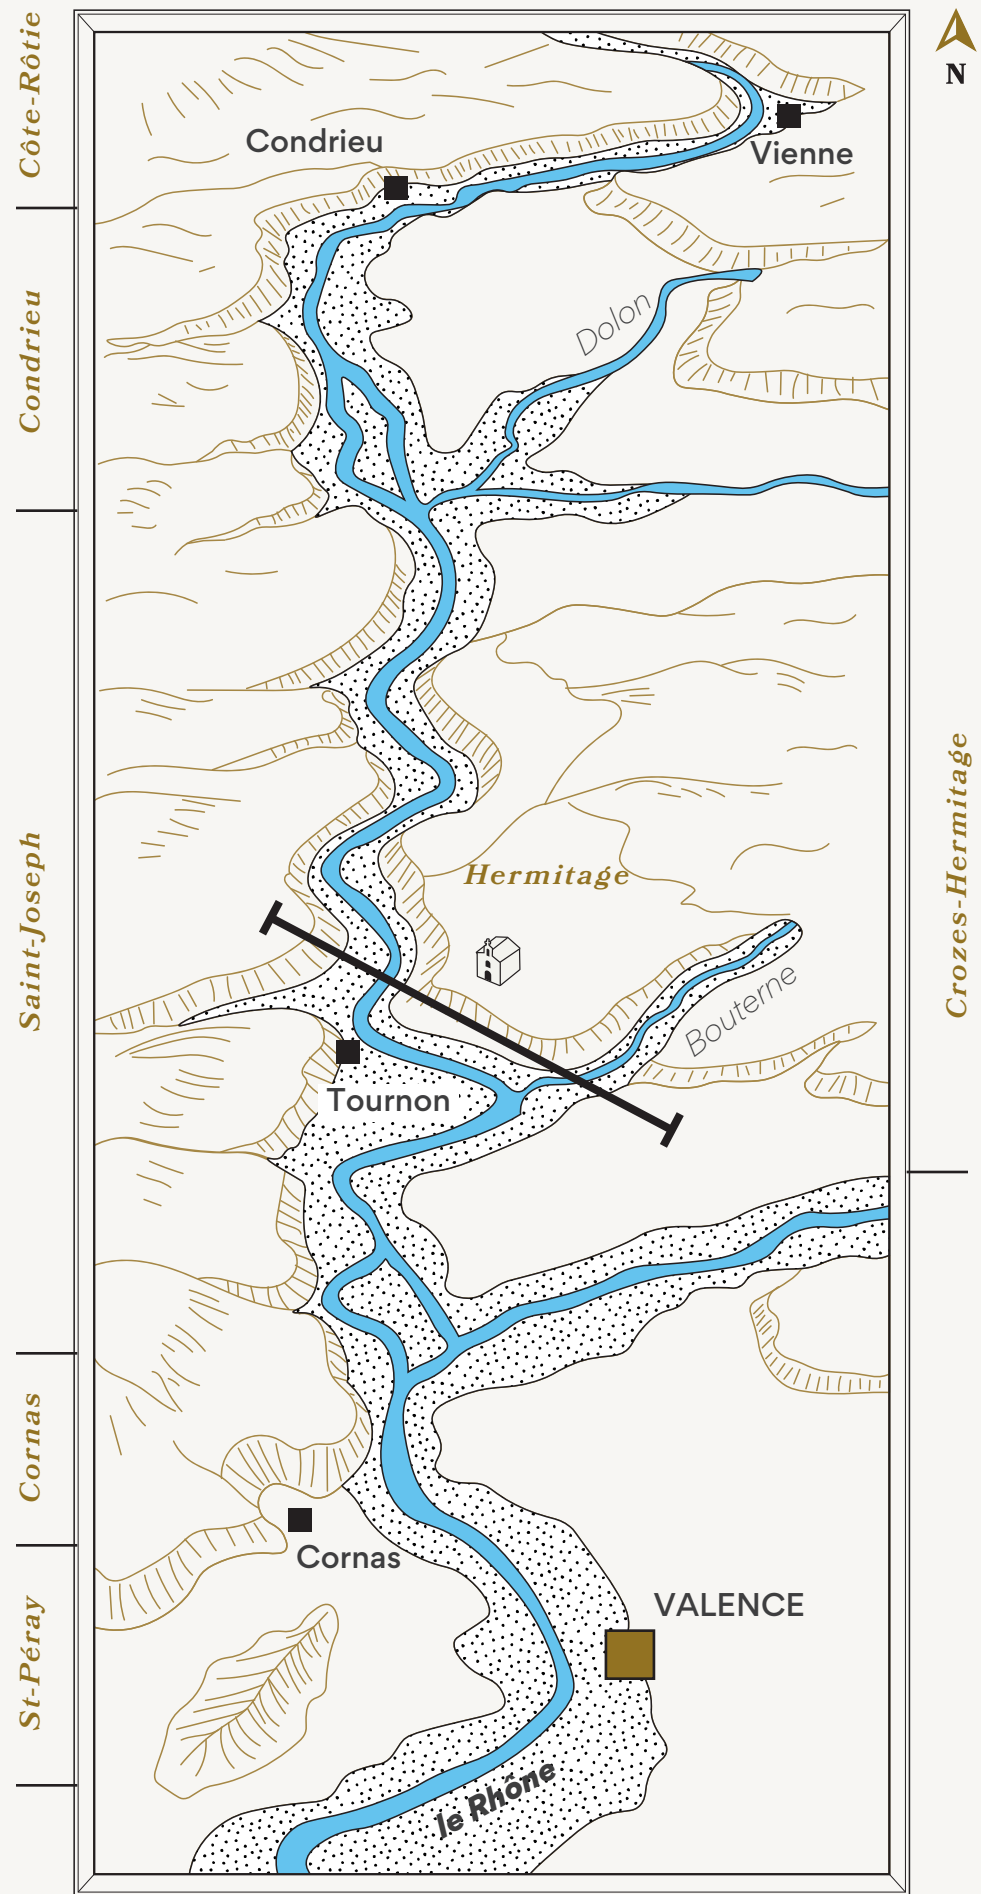 Côte-Rôtie
N
Condrieu
Vienne
Condrieu
Dolon
Crozes-Hermitage
Saint-Joseph
Hermitage
Bouterne
Tournon
Cornas
Cornas
VALENCE
St-Péray
le Rhône